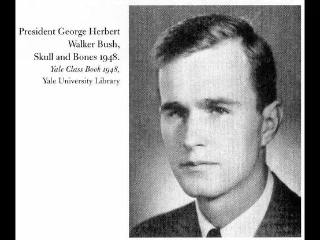 President George Herbert
Walker Bush,
Skull and Bones 1948.
Yale Class Book 1948,
Yale University Library